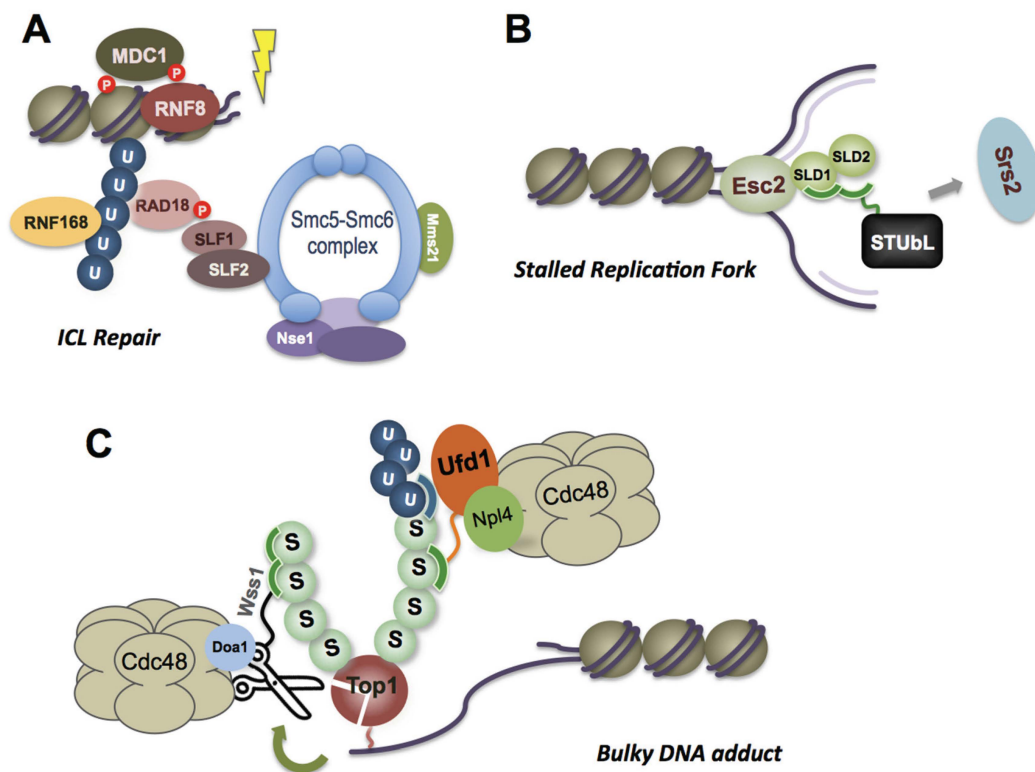 A
MDC1
P
P
RNF8
U
U
U
U
U
RNF168
RAD18
P
SLF1
SLF2
Smc5-Smc6
complex
Mms21
Nse1
ICL Repair
B
Esc2
SLD1
SLD2
STUbL
Srs2
Stalled Replication Fork
C
U
U
U
U
Ufd1
Npl4
Cdc48
S
S
S
S
S
S
S
S
Wss1
Cdc48
Doa1
Top1
Bulky DNA adduct